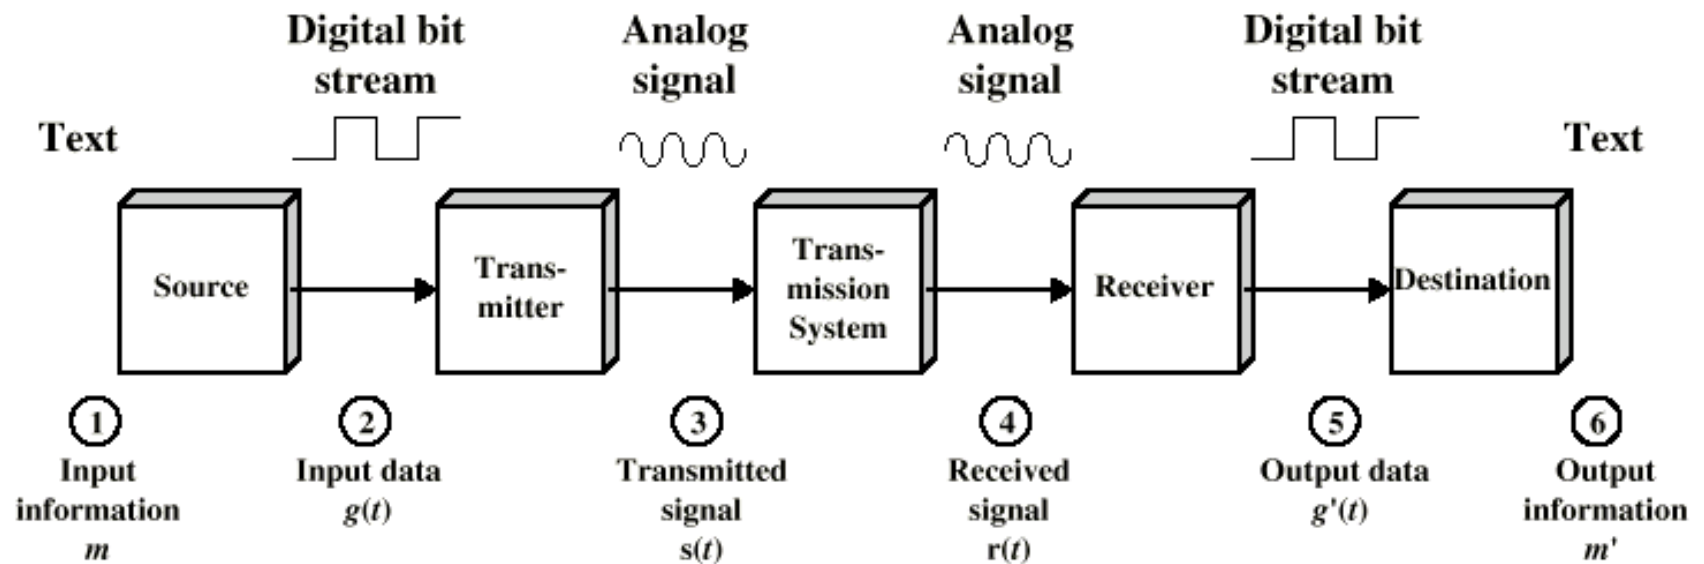 Digital bit
stream
Analog
signal
Analog
signal
Digital bit
stream
Text
Text
Source
Trans-
mitter
Trans-
mission
System
Receiver
Destination
1
Input
information
m
2
Input data
g(t)
3
Transmitted
signal
s(t)
4
Received
signal
r(t)
5
Output data
g'(t)
6
Output
information
m'